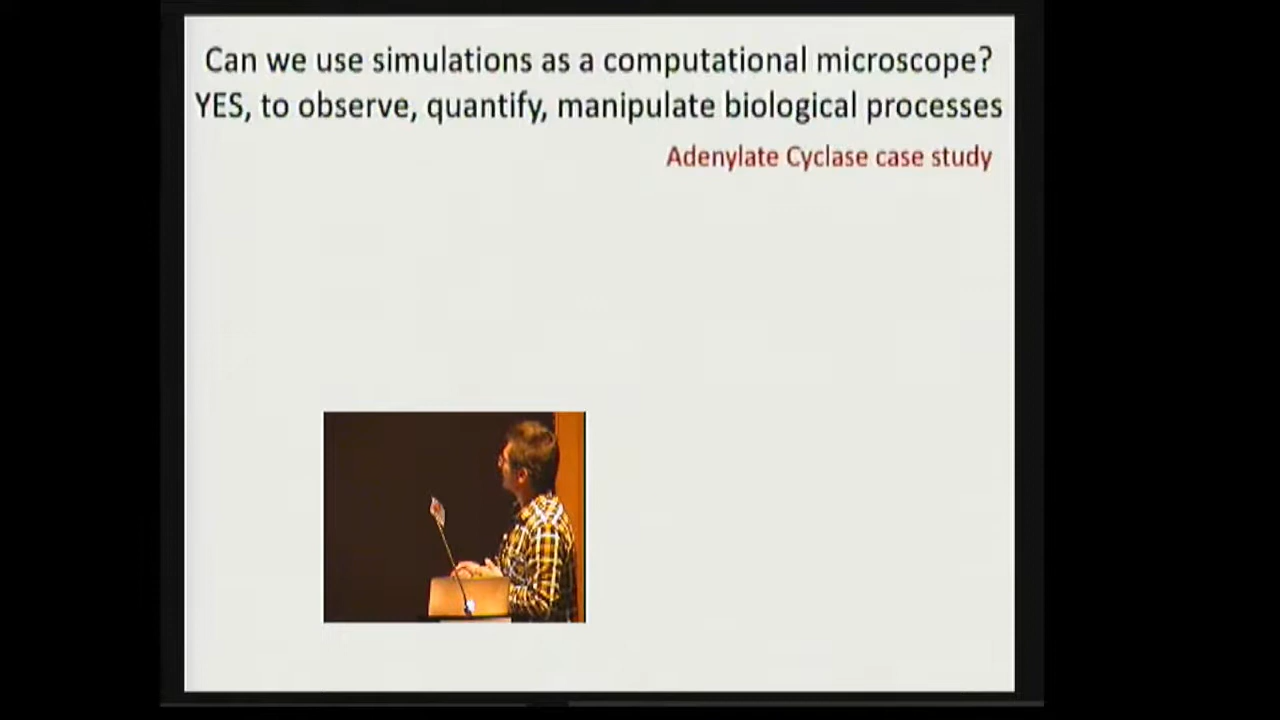 Can we use simulations as a computational microscope?
YES, to observe, quantify, manipulate biological processes
Adenylate Cyclase case study